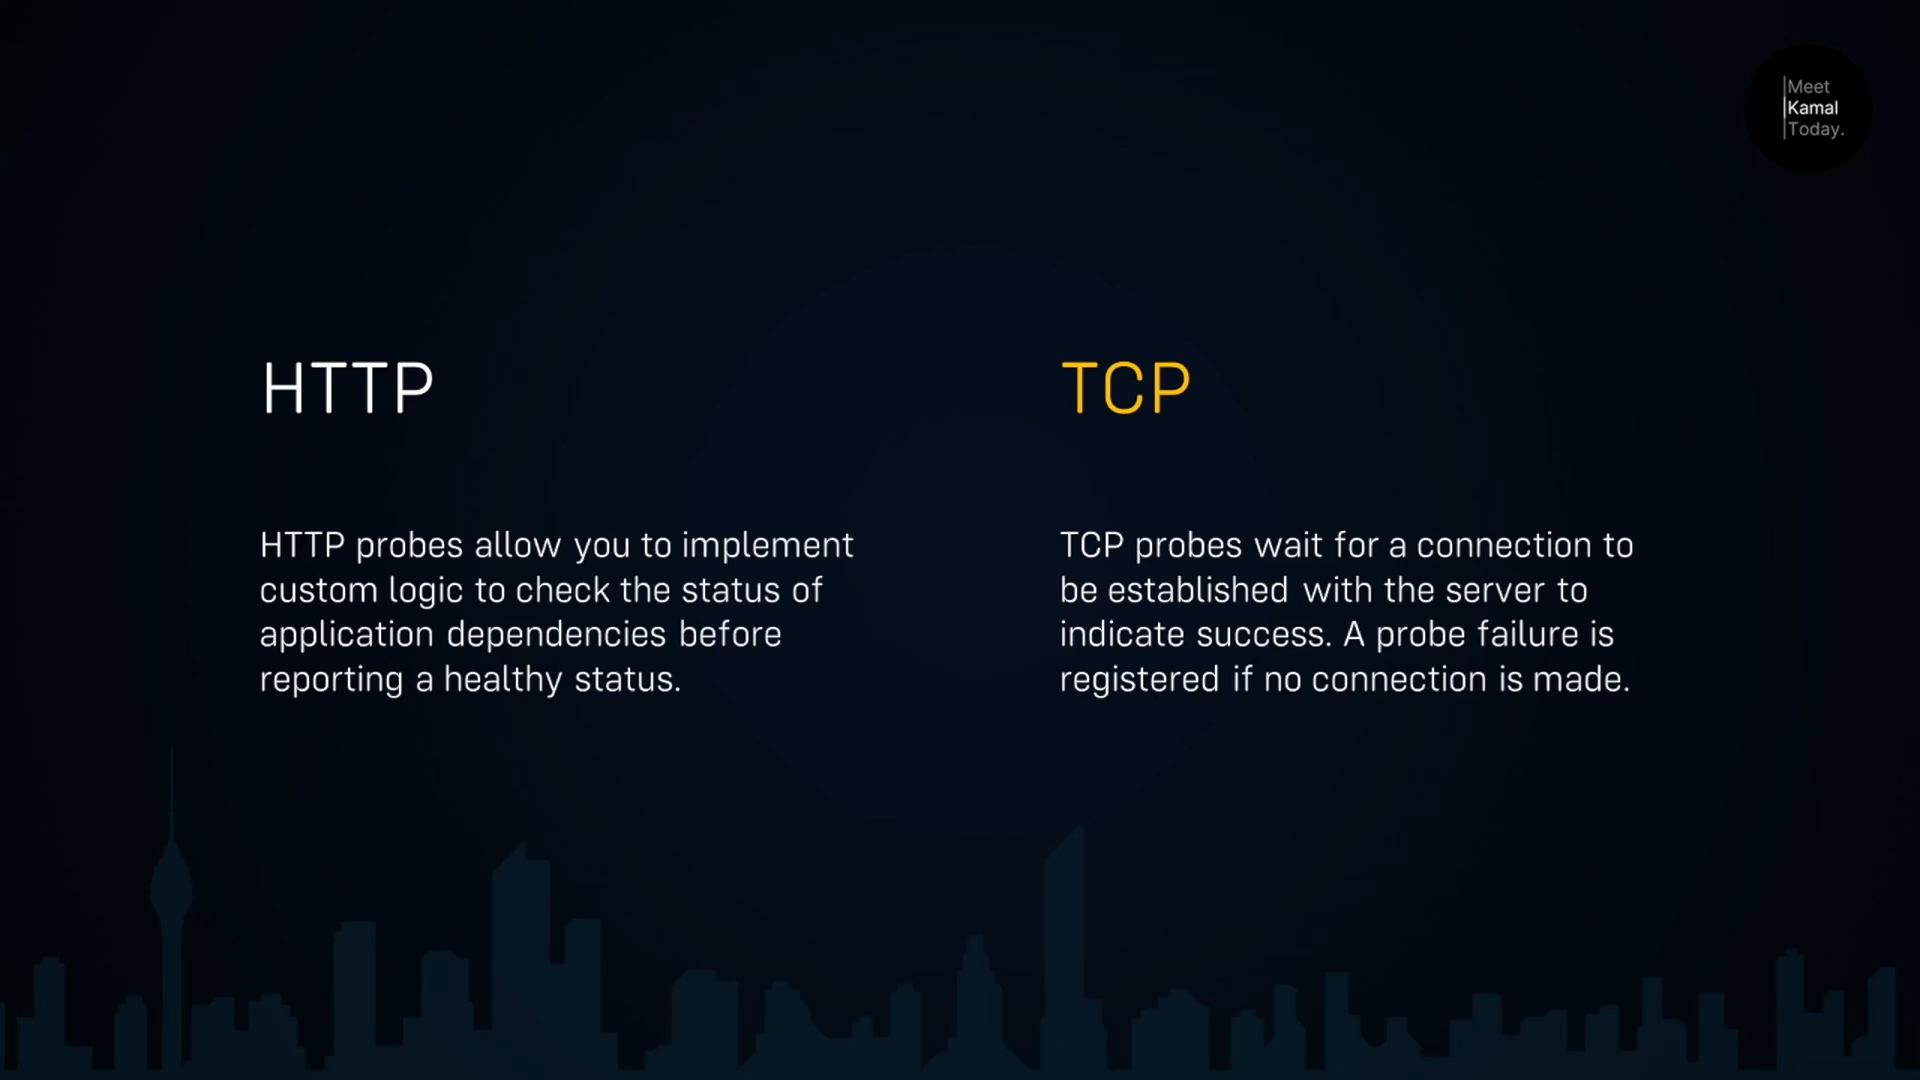 Meet
Kamal
Today.
HTTP
HTTP probes allow you to implement
custom logic to check the status of
application dependencies before
reporting a healthy status.
TCP
TCP probes wait for a connection to
be established with the server to
indicate success. A probe failure is
registered if no connection is made.